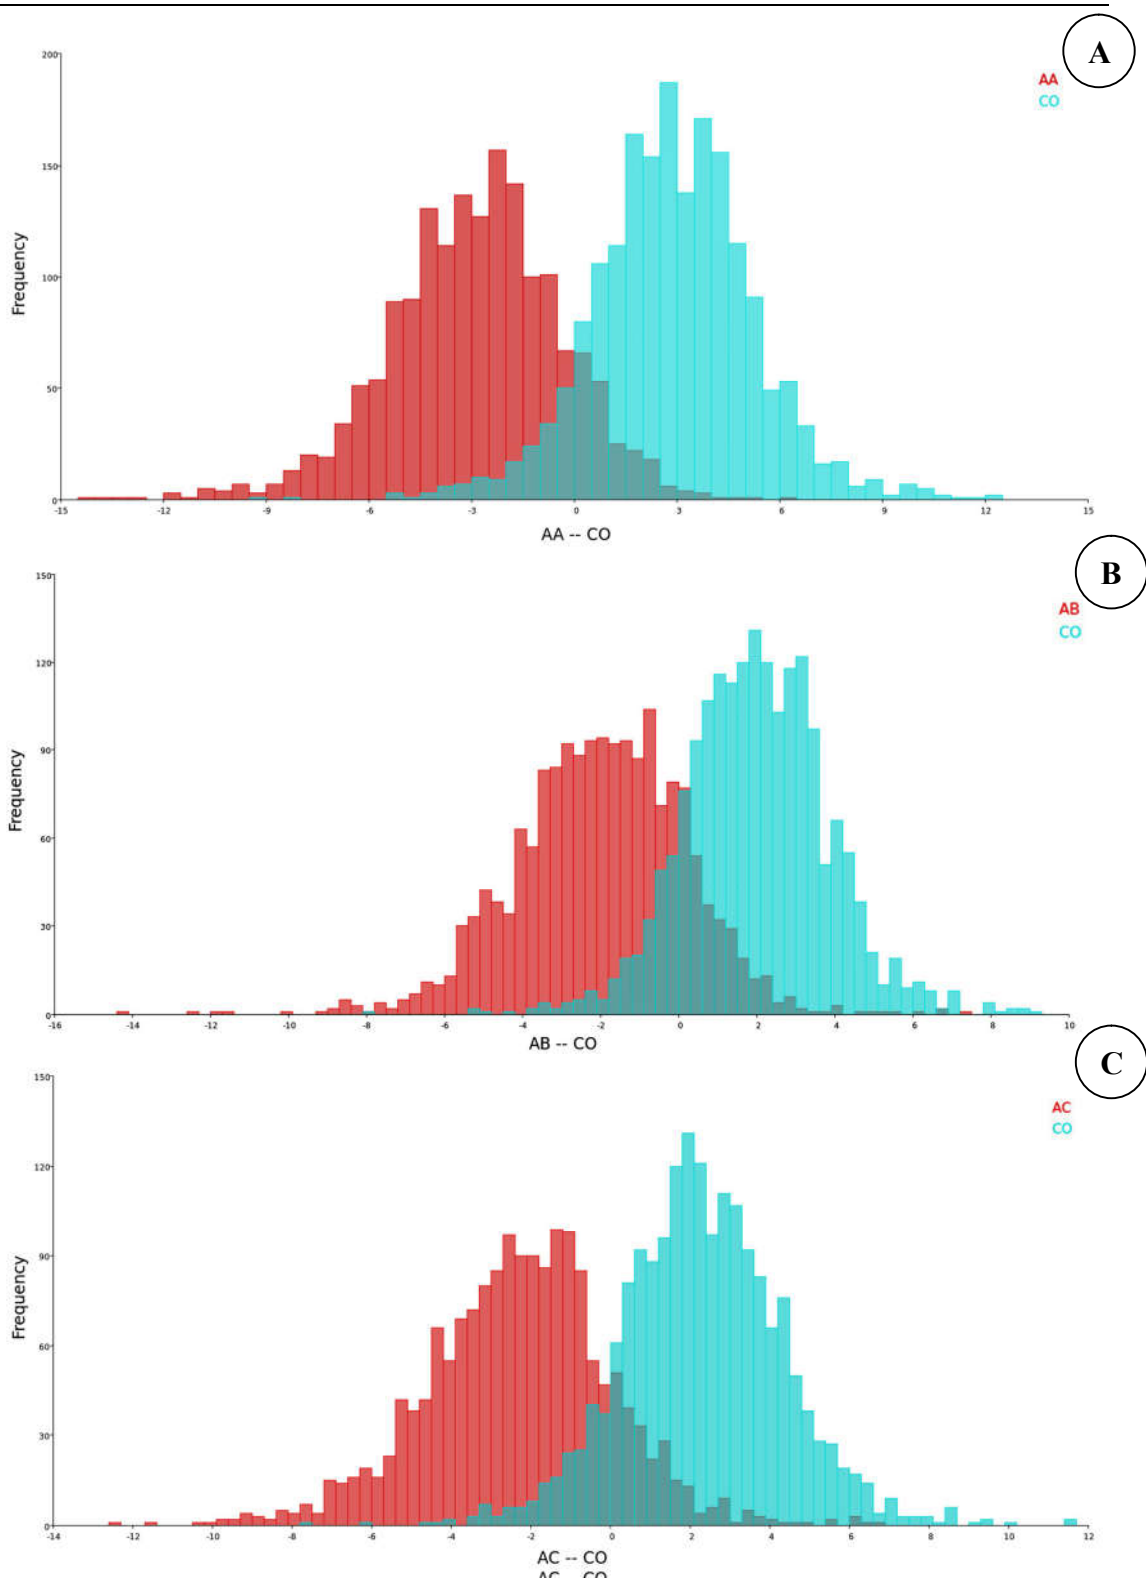 A
200
AA
CO
150
Frequency
100
50
0
-15 -12 -9 -6 -3 0 3 6 9 12 15
AA -- CO
B
150
AB
CO
120
90
Frequency
60
30
0
-16 -14 -12 -10 -8 -6 -4 -2 0 2 4 6 8 10
AB -- CO
C
150
AC
CO
120
90
Frequency
60
30
0
-14 -12 -10 -8 -6 -4 -2 0 2 4 6 8 10 12
AC -- CO
AC -- CO